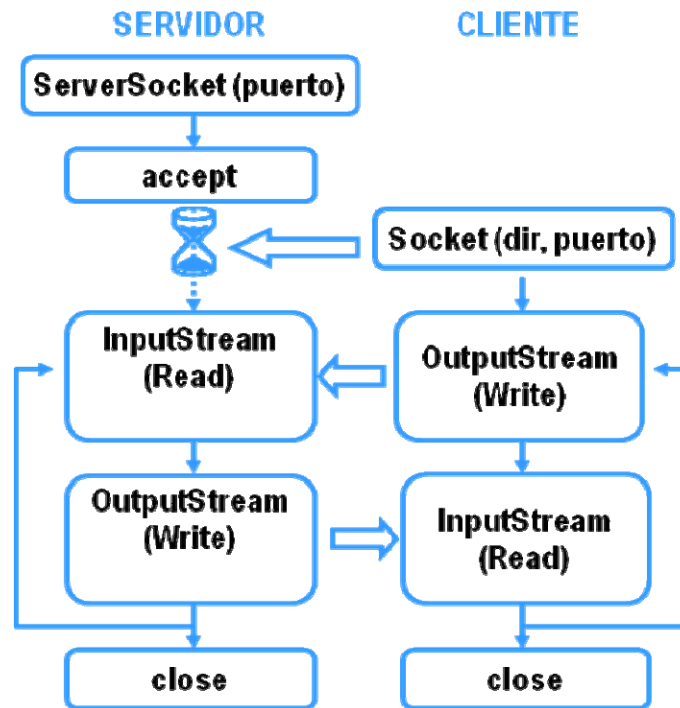 SERVIDOR
CLIENTE
ServerSocket (puerto)
accept
Socket (dir, puerto)
InputStream
(Read)
OutputStream
(Write)
OutputStream
(Write)
InputStream
(Read)
close
close